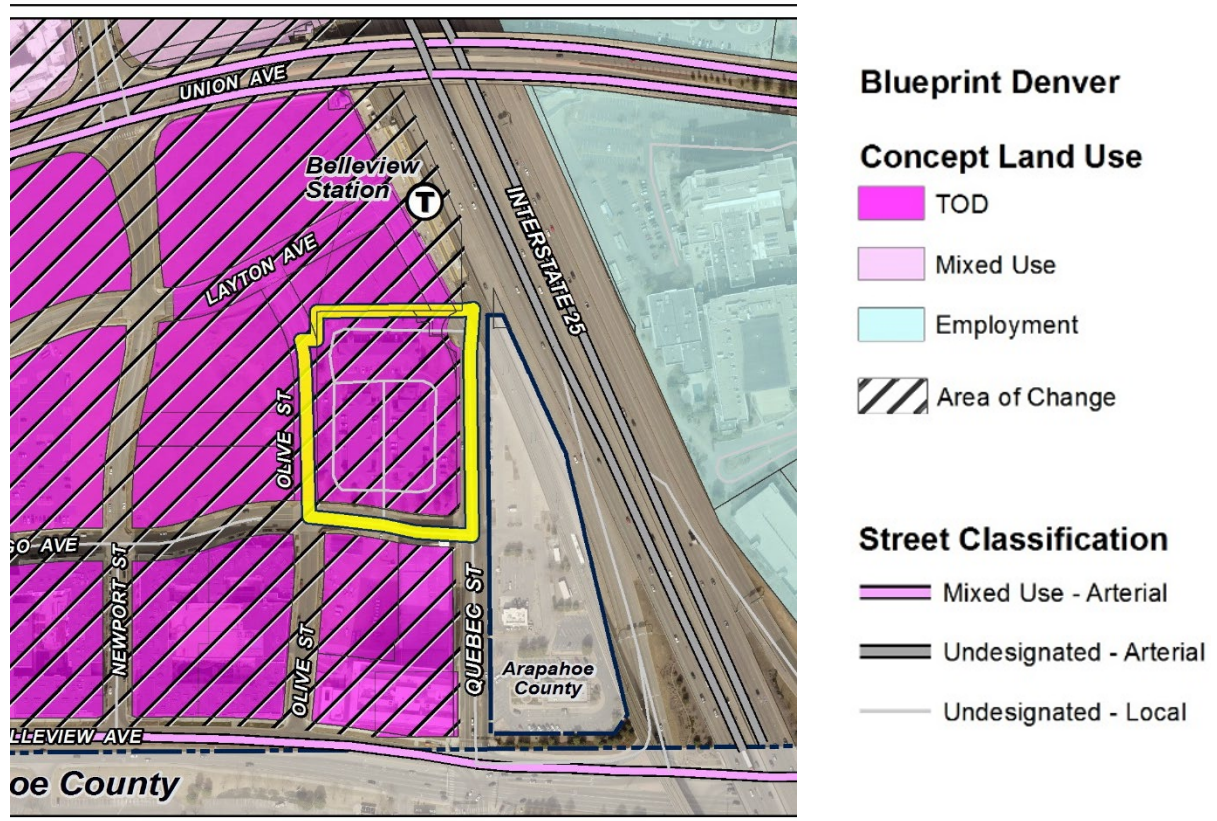 UNION AVE
Belleview
Station
T
INTERSTATE 25
LAYTON AVE
OLIVE ST
GO AVE
NEWPORT ST
OLIVE ST
QUEBEC ST
Arapahoe
County
LLEVIEW AVE
oe County
Blueprint Denver
Concept Land Use
TOD
Mixed Use
Employment
Area of Change
Street Classification
Mixed Use - Arterial
Undesignated - Arterial
Undesignated - Local